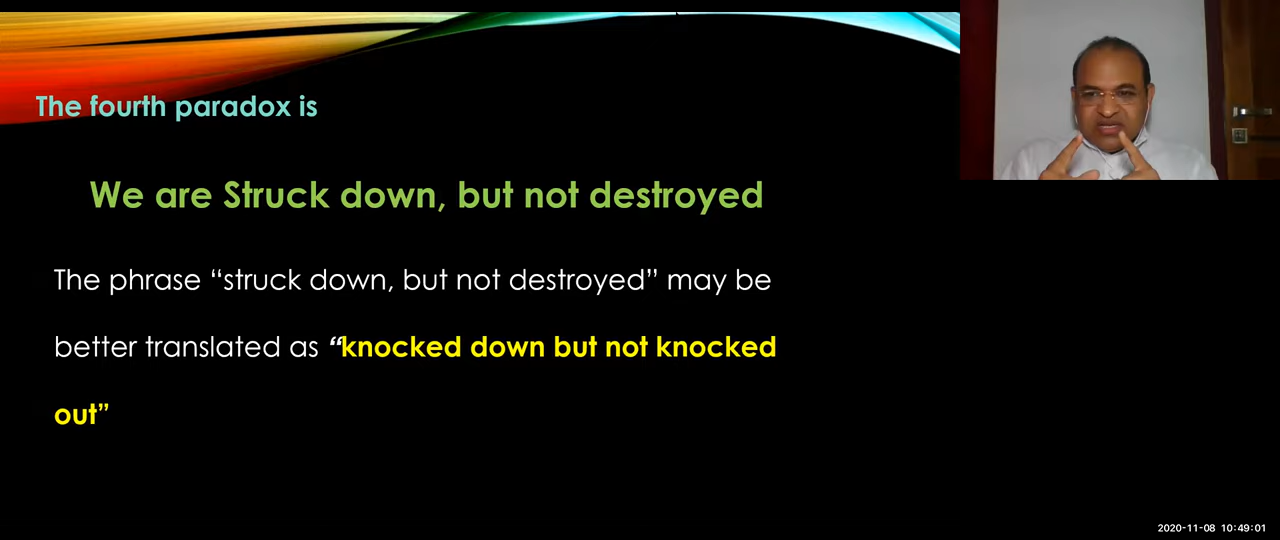 The fourth paradox is
We are Struck down, but not destroyed
The phrase “struck down, but not destroyed” may be
better translated as “knocked down but not knocked
out”
2020-11-08 10:49:01